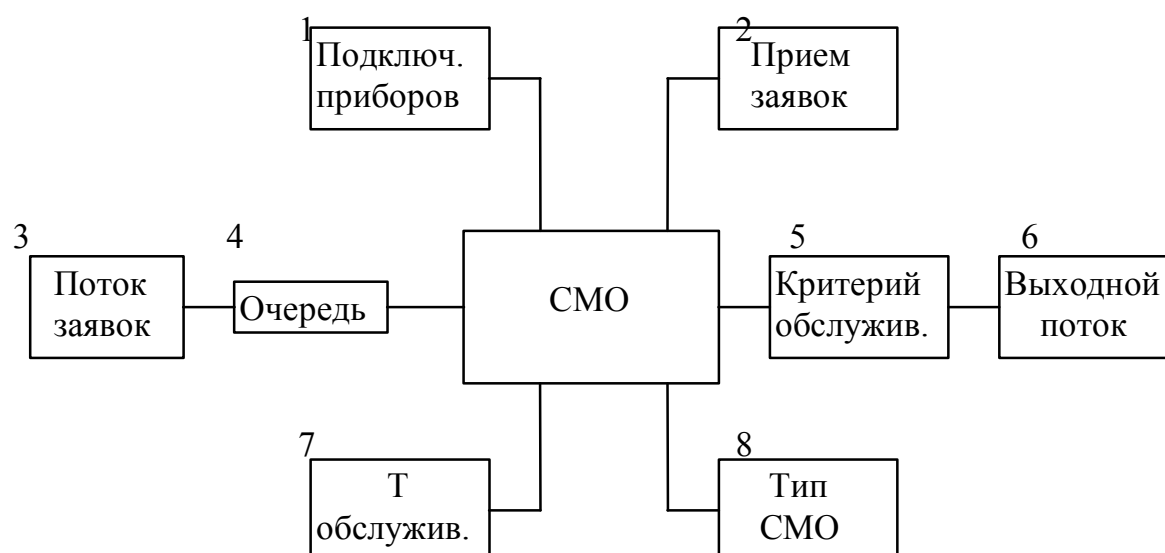 1
Подключ.
приборов
2
Прием
заявок
3
Поток
заявок
4
Очередь
СМО
5
Критерий
обслужив.
6
Выходной
поток
7
Т
обслужив.
8
Тип
СМО